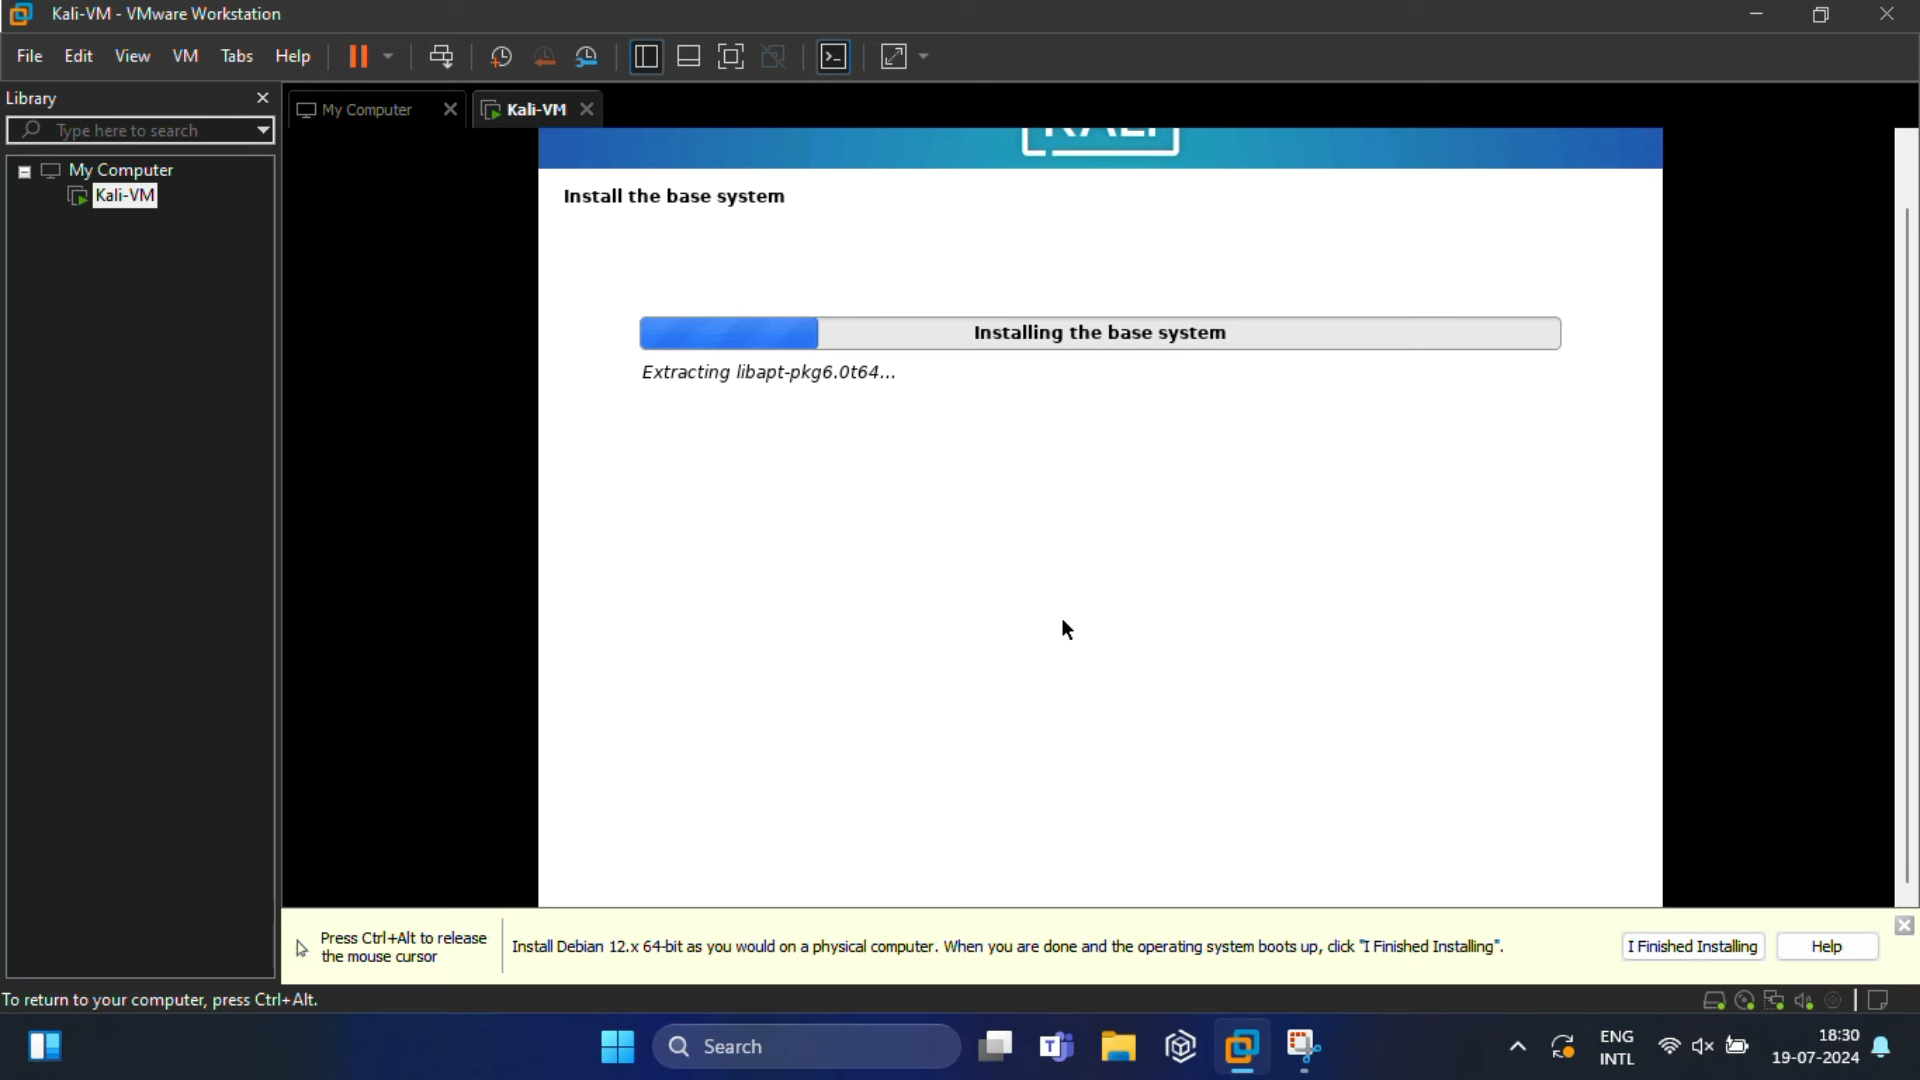 Kali-VM - VMware Workstation
File Edit View VM Tabs Help
Library
Type here to search
My Computer
Kali-VM
My Computer
Kali-VM
KALI
Install the base system
Installing the base system
Extracting libapt-pkg6.0t64...
Press Ctrl+Alt to release
the mouse cursor
Install Debian 12.x 64-bit as you would on a physical computer. When you are done and the operating system boots up, click "I Finished Installing".
I Finished Installing
Help
To return to your computer, press Ctrl+Alt.
Search
ENG
INTL
18:30
19-07-2024